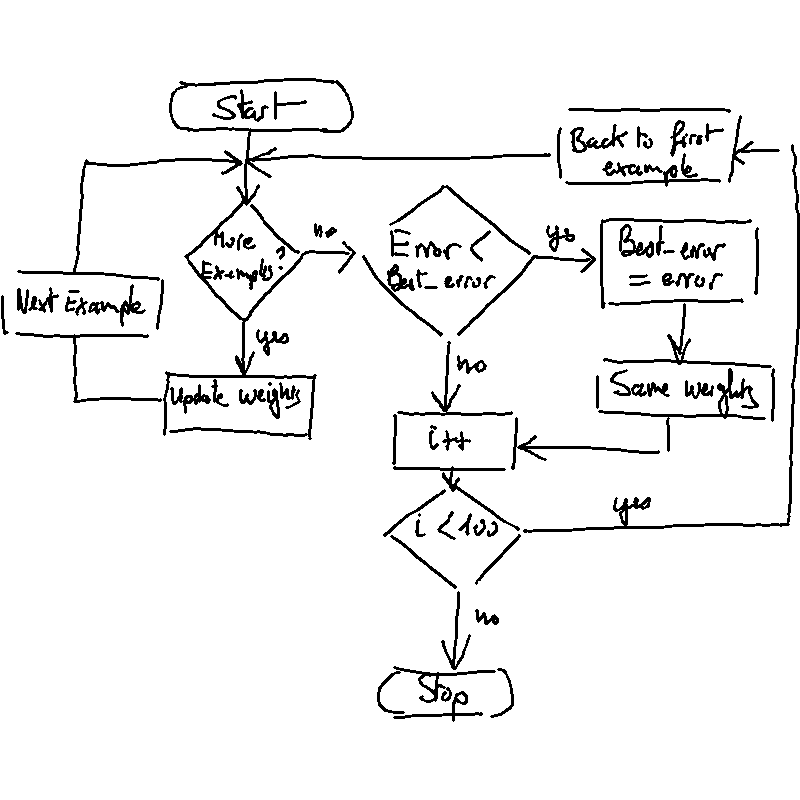 Start
Back to first
example
More
Examples?
no
Error <
Best_error
yes
Best_error
= error
Next Example
yes
Update weights
no
Same weights
i++
i < 100
yes
no
Stop